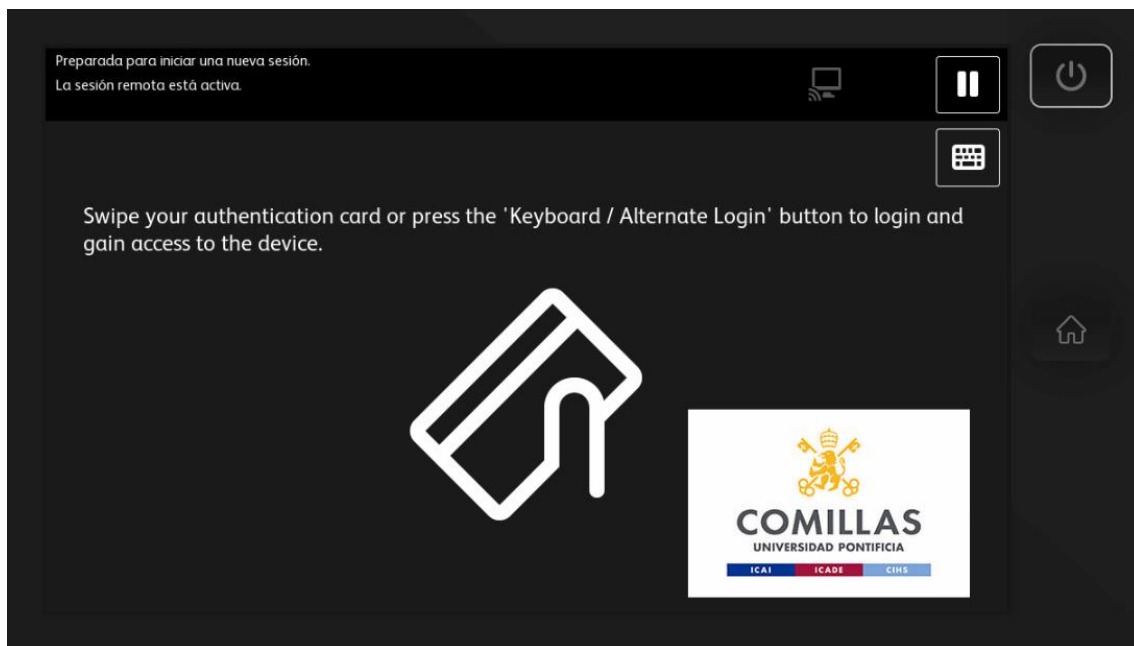 Preparada para iniciar una nueva sesión.
La sesión remota está activa.
Swipe your authentication card or press the 'Keyboard / Alternate Login' button to login and
gain access to the device.
COMILLAS
UNIVERSIDAD PONTIFICIA
ICAI ICADE CIHS